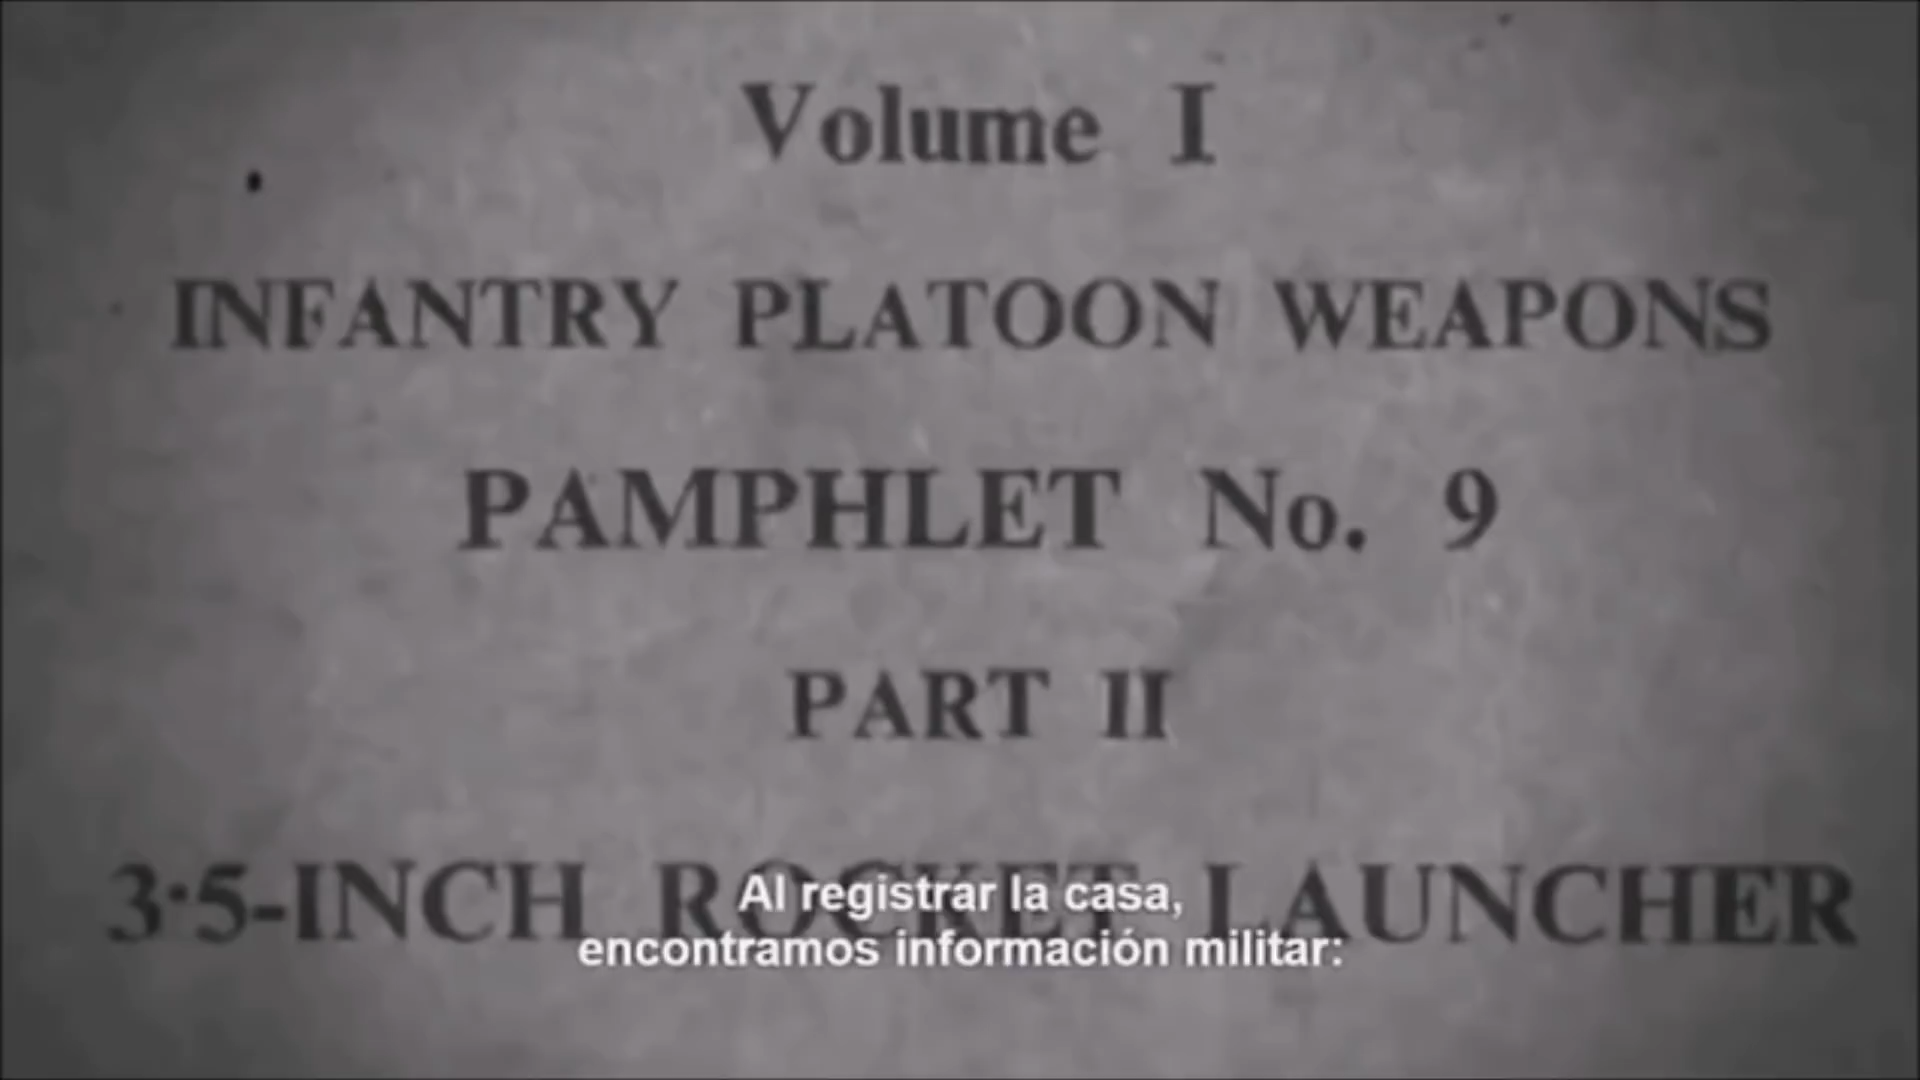 Volume I
INFANTRY PLATOON WEAPONS
PAMPHLET No. 9
PART II
3·5-INCH ROCKET LAUNCHER
Al registrar la casa,
encontramos información militar: